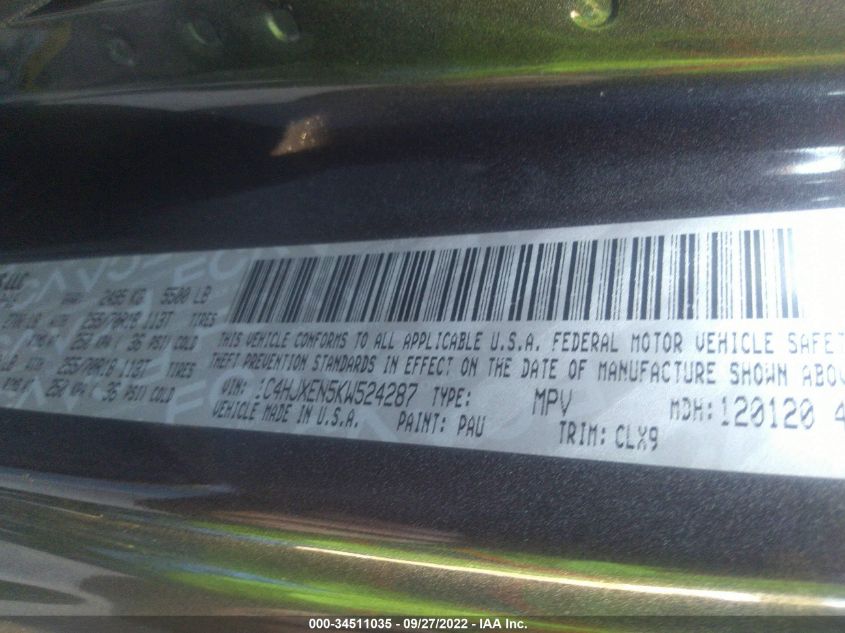 S LLC
2495 KG 5500 LB
255/70R18 113T TIRES
250 KPA ( 36 PSI) COLD
255/70R18 113T TIRES
250 KPA ( 36 PSI) COLD
THIS VEHICLE CONFORMS TO ALL APPLICABLE U.S.A. FEDERAL MOTOR VEHICLE SAFET
THEFT PREVENTION STANDARDS IN EFFECT ON THE DATE OF MANUFACTURE SHOWN ABOV
VIN: 1C4HJXEN5KW524287 TYPE: MPV MDH: 120120 4
VEHICLE MADE IN U.S.A. PAINT: PAU TRIM: CLX9
000-34511035 - 09/27/2022 - IAA Inc.